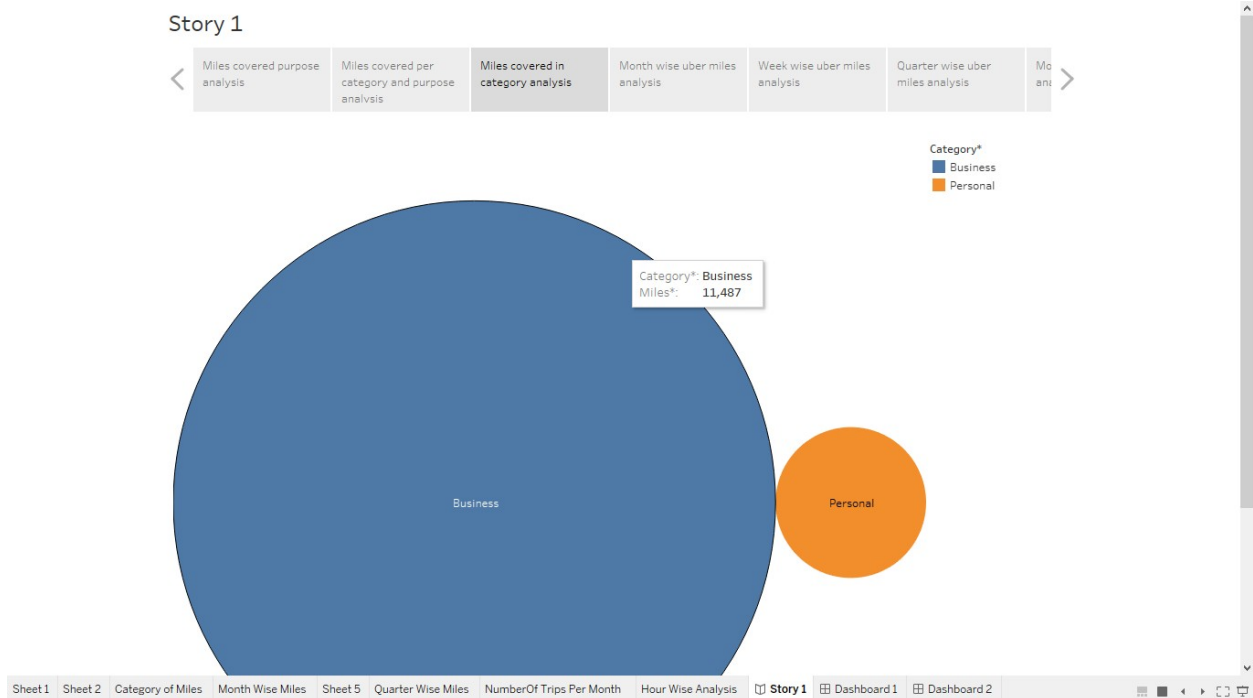 Story 1
Miles covered purpose
analysis
Miles covered per
category and purpose
analysis
Miles covered in
category analysis
Month wise uber miles
analysis
Week wise uber miles
analysis
Quarter wise uber
miles analysis
Mo
ana
Category*
Business
Personal
Category*: Business
Miles*: 11,487
Business
Personal
Sheet 1 Sheet 2 Category of Miles Month Wise Miles Sheet 5 Quarter Wise Miles NumberOf Trips Per Month Hour Wise Analysis Story 1 Dashboard 1 Dashboard 2